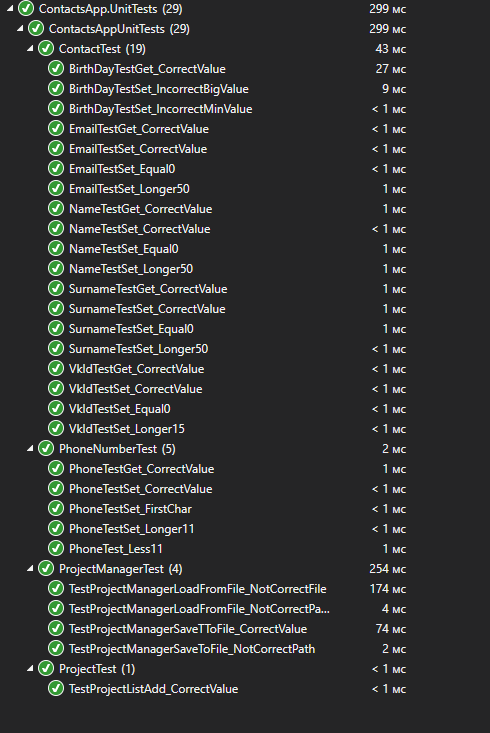 ContactsApp.UnitTests (29) 299 мс
ContactsAppUnitTests (29) 299 мс
ContactTest (19) 43 мс
BirthDayTestGet_CorrectValue 27 мс
BirthDayTestSet_IncorrectBigValue 9 мс
BirthDayTestSet_IncorrectMinValue < 1 мс
EmailTestGet_CorrectValue < 1 мс
EmailTestSet_CorrectValue < 1 мс
EmailTestSet_Equal0 < 1 мс
EmailTestSet_Longer50 1 мс
NameTestGet_CorrectValue 1 мс
NameTestSet_CorrectValue < 1 мс
NameTestSet_Equal0 1 мс
NameTestSet_Longer50 1 мс
SurnameTestGet_CorrectValue 1 мс
SurnameTestSet_CorrectValue 1 мс
SurnameTestSet_Equal0 1 мс
SurnameTestSet_Longer50 < 1 мс
VkIdTestGet_CorrectValue < 1 мс
VkIdTestSet_CorrectValue < 1 мс
VkIdTestSet_Equal0 < 1 мс
VkIdTestSet_Longer15 1 мс
PhoneNumberTest (5) 2 мс
PhoneTestGet_CorrectValue 1 мс
PhoneTestSet_CorrectValue < 1 мс
PhoneTestSet_FirstChar < 1 мс
PhoneTestSet_Longer11 < 1 мс
PhoneTest_Less11 1 мс
ProjectManagerTest (4) 254 мс
TestProjectManagerLoadFromFile_NotCorrectFile 174 мс
TestProjectManagerLoadFromFile_NotCorrectPa... 4 мс
TestProjectManagerSaveTToFile_CorrectValue 74 мс
TestProjectManagerSaveToFile_NotCorrectPath 2 мс
ProjectTest (1) < 1 мс
TestProjectListAdd_CorrectValue < 1 мс